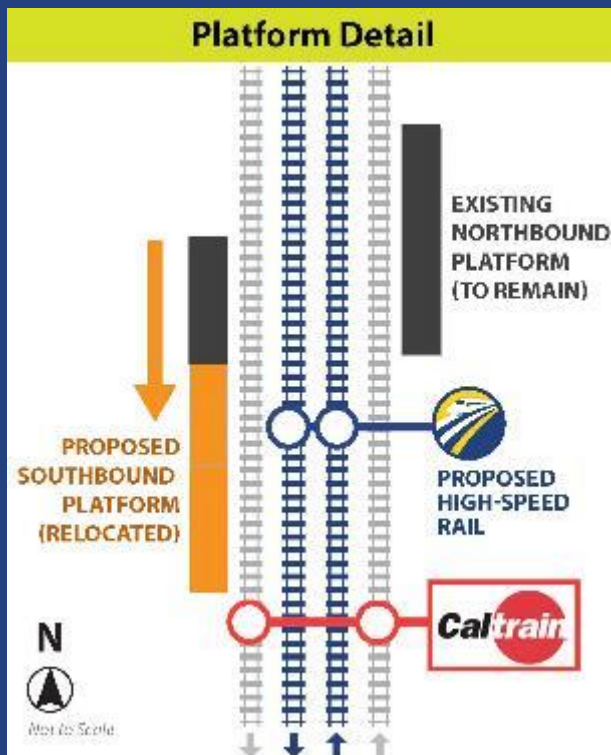 Platform Detail
EXISTING
NORTHBOUND
PLATFORM
(TO REMAIN)
PROPOSED
SOUTHBOUND
PLATFORM
(RELOCATED)
PROPOSED
HIGH-SPEED
RAIL
Caltrain
N
Not to Scale